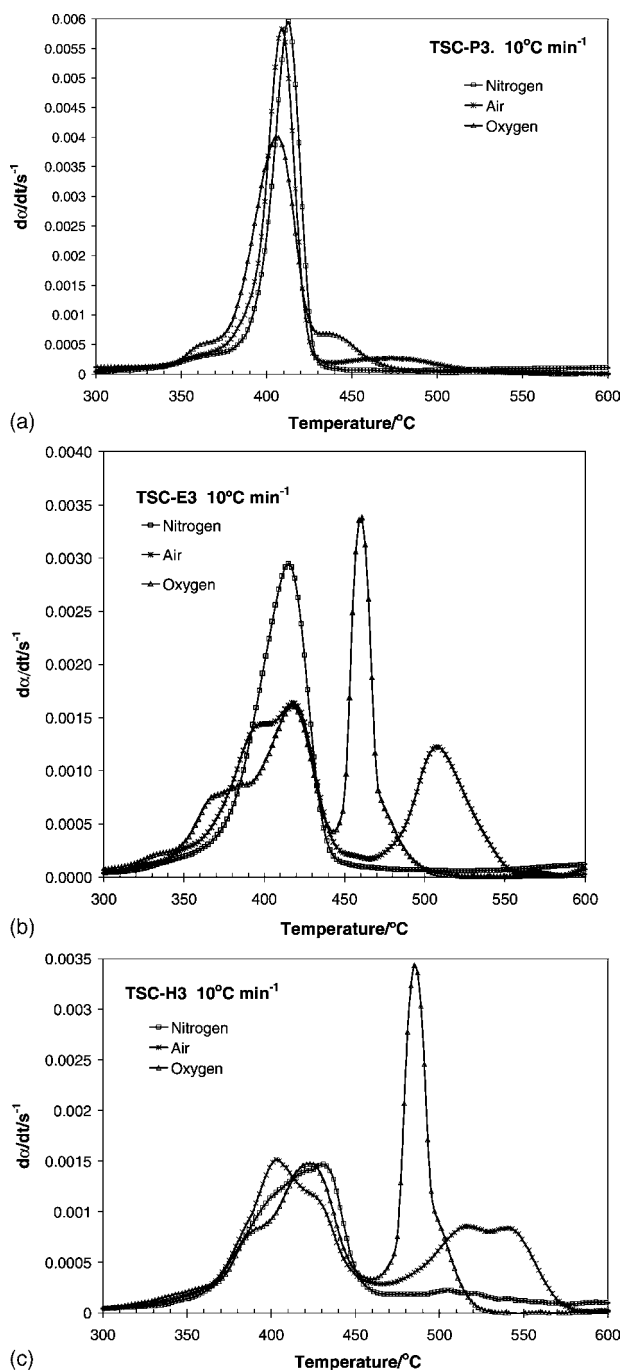 0.006
0.0055
0.005
0.0045
0.004
0.0035
0.003
0.0025
0.002
0.0015
0.001
0.0005
0
dα/dt/s-1
TSC-P3. 10°C min-1
Nitrogen
Air
Oxygen
300 350 400 450 500 550 600
(a)
Temperature/°C
0.0040
0.0035
0.0030
0.0025
0.0020
0.0015
0.0010
0.0005
0.0000
dα/dt/s-1
TSC-E3 10°C min-1
Nitrogen
Air
Oxygen
300 350 400 450 500 550 600
(b)
Temperature/°C
0.0035
0.003
0.0025
0.002
0.0015
0.001
0.0005
0
dα/dt/s-1
TSC-H3 10°C min-1
Nitrogen
Air
Oxygen
300 350 400 450 500 550 600
(c)
Temperature/°C